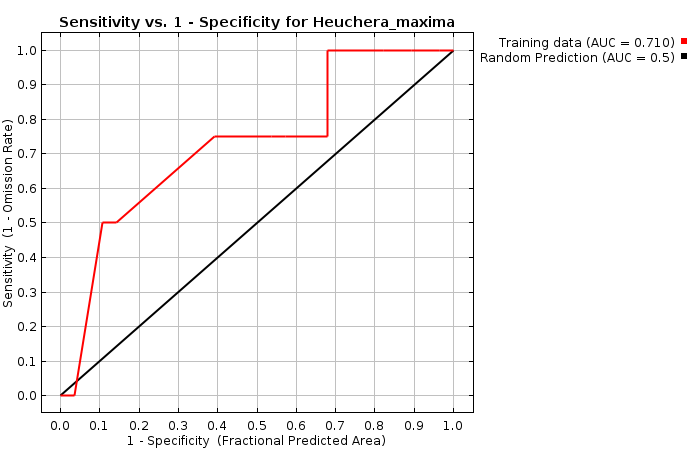 Sensitivity vs. 1 - Specificity for Heuchera_maxima
Training data (AUC = 0.710)
Random Prediction (AUC = 0.5)
1.0
0.9
0.8
0.7
0.6
0.5
0.4
0.3
0.2
0.1
0.0
Sensitivity (1 - Omission Rate)
0.0 0.1 0.2 0.3 0.4 0.5 0.6 0.7 0.8 0.9 1.0
1 - Specificity (Fractional Predicted Area)